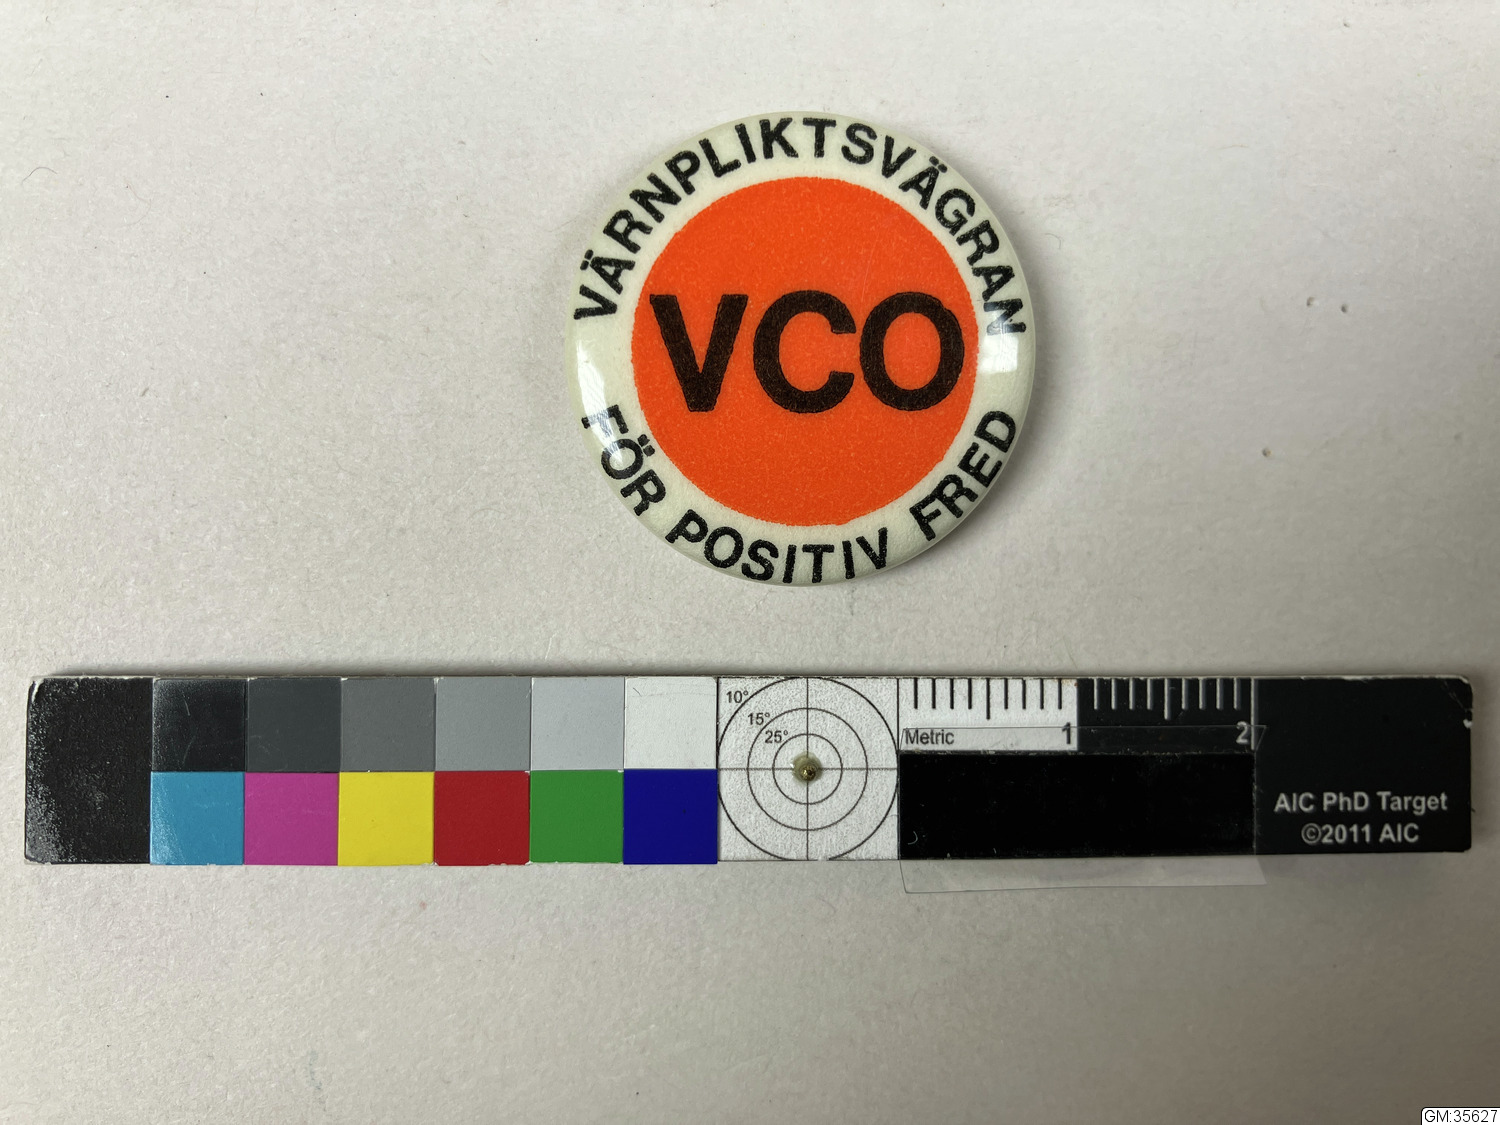 VÄRNPLIKTSVÄGRAN
VCO
FÖR POSITIV FRED
10°
15°
25°
Metric
1
2
AIC PhD Target
©2011 AIC
GM:35627